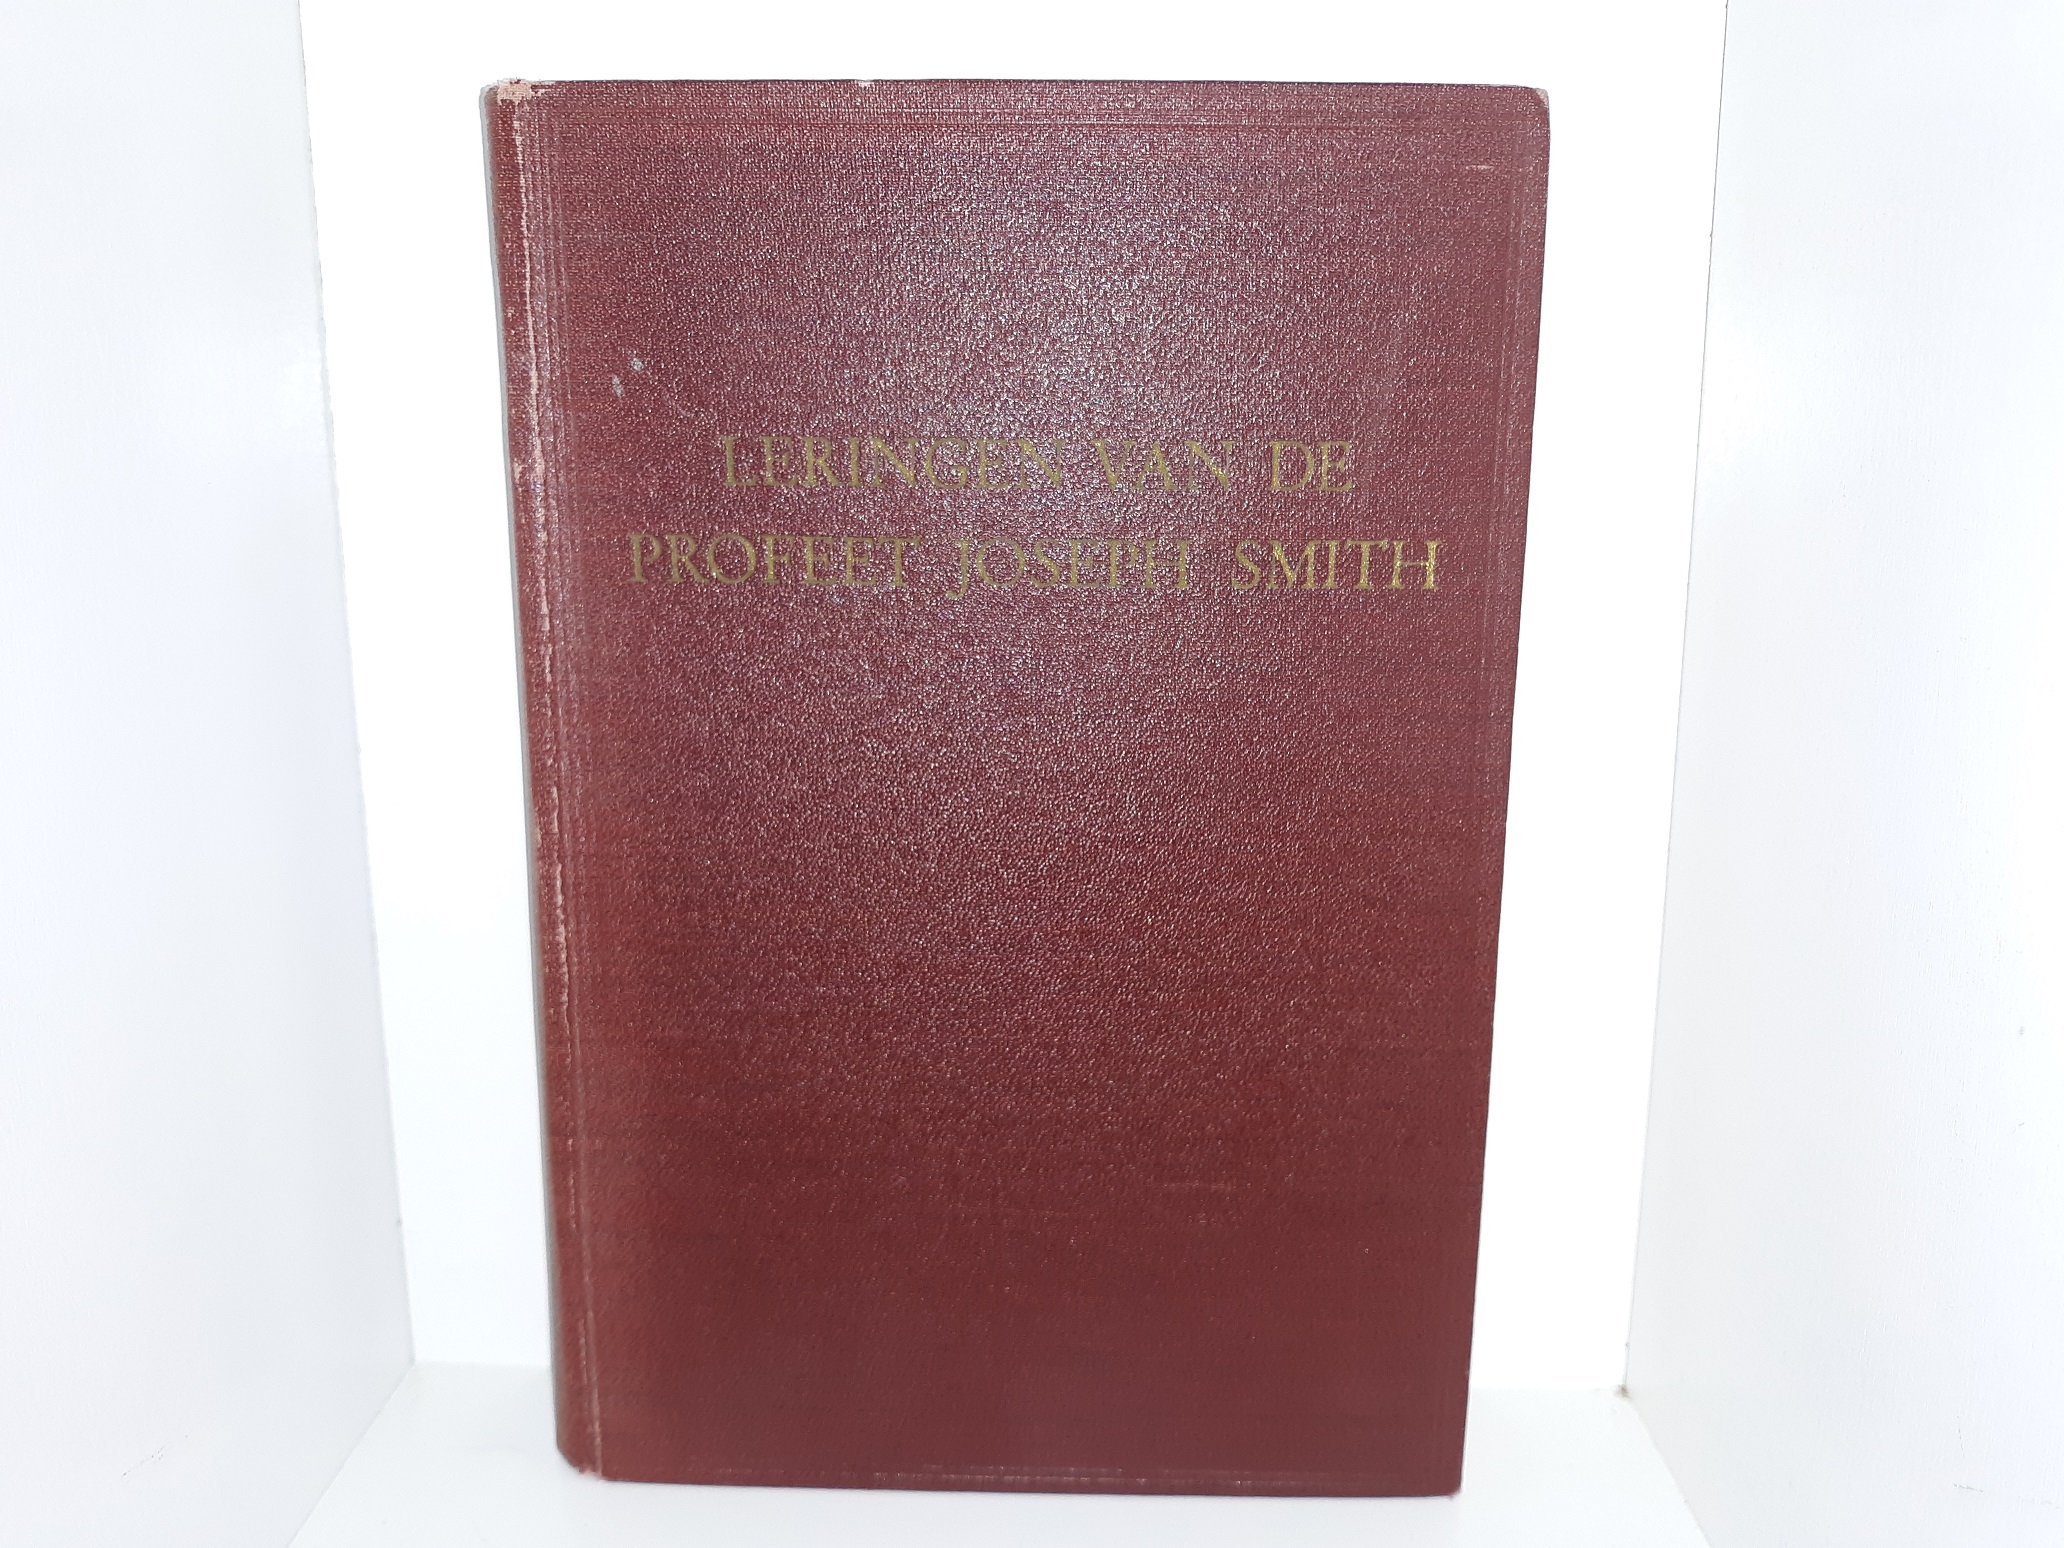 LERINGEN VAN DE
PROFEET JOSEPH SMITH